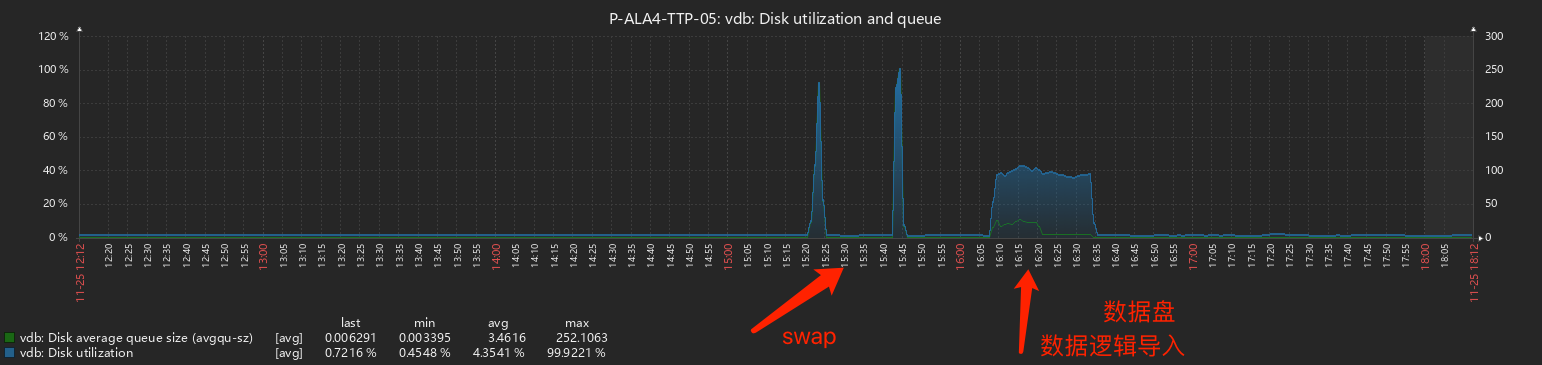 P-ALA4-TTP-05: vdb: Disk utilization and queue
120 % 300
100 % 250
80 % 200
60 % 150
40 % 100
20 % 50
0 % 0
11-25 12:12 12:20 12:25 12:30 12:35 12:40 12:45 12:50 12:55 13:00 13:05 13:10 13:15 13:20 13:25 13:30 13:35 13:40 13:45 13:50 13:55 14:00 14:05 14:10 14:15 14:20 14:25 14:30 14:35 14:40 14:45 14:50 14:55 15:00 15:05 15:10 15:15 15:20 15:25 15:30 15:35 15:40 15:45 15:50 15:55 16:00 16:05 16:10 16:15 16:20 16:25 16:30 16:35 16:40 16:45 16:50 16:55 17:00 17:05 17:10 17:15 17:20 17:25 17:30 17:35 17:40 17:45 17:50 17:55 18:00 18:05 11-25 18:12
swap
数据盘
数据逻辑导入
last min avg max
vdb: Disk average queue size (avgqu-sz) [avg] 0.006291 0.003395 3.4616 252.1063
vdb: Disk utilization [avg] 0.7216 % 0.4548 % 4.3541 % 99.9221 %